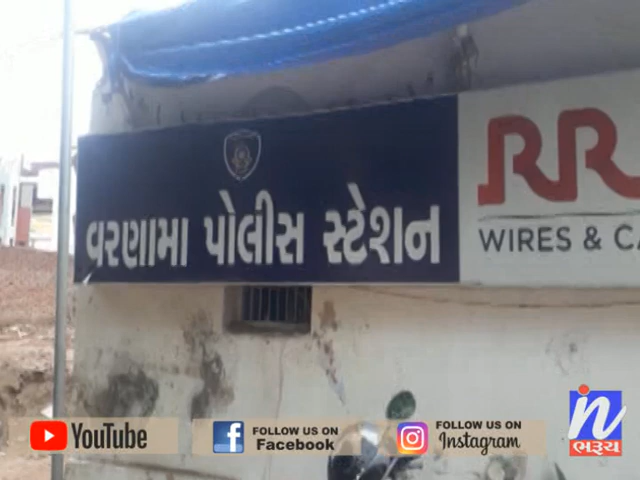 વરણામા પોલીસ સ્ટેશન
RR
WIRES & CA
YouTube
FOLLOW US ON
Facebook
FOLLOW US ON
Instagram
n
ભરૂચ